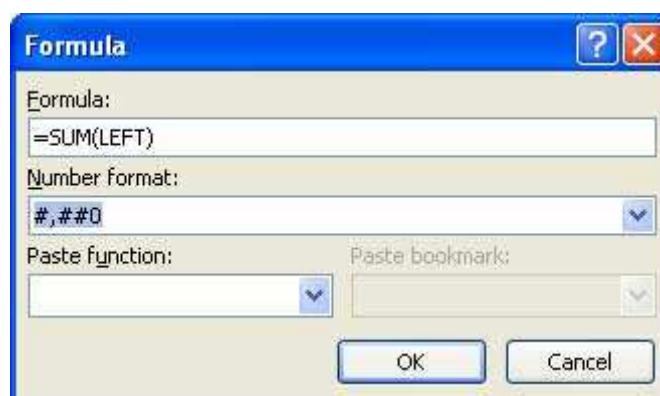 Formula
Formula:
=SUM(LEFT)
Number format:
#,##0
Paste function: Paste bookmark:
OK Cancel